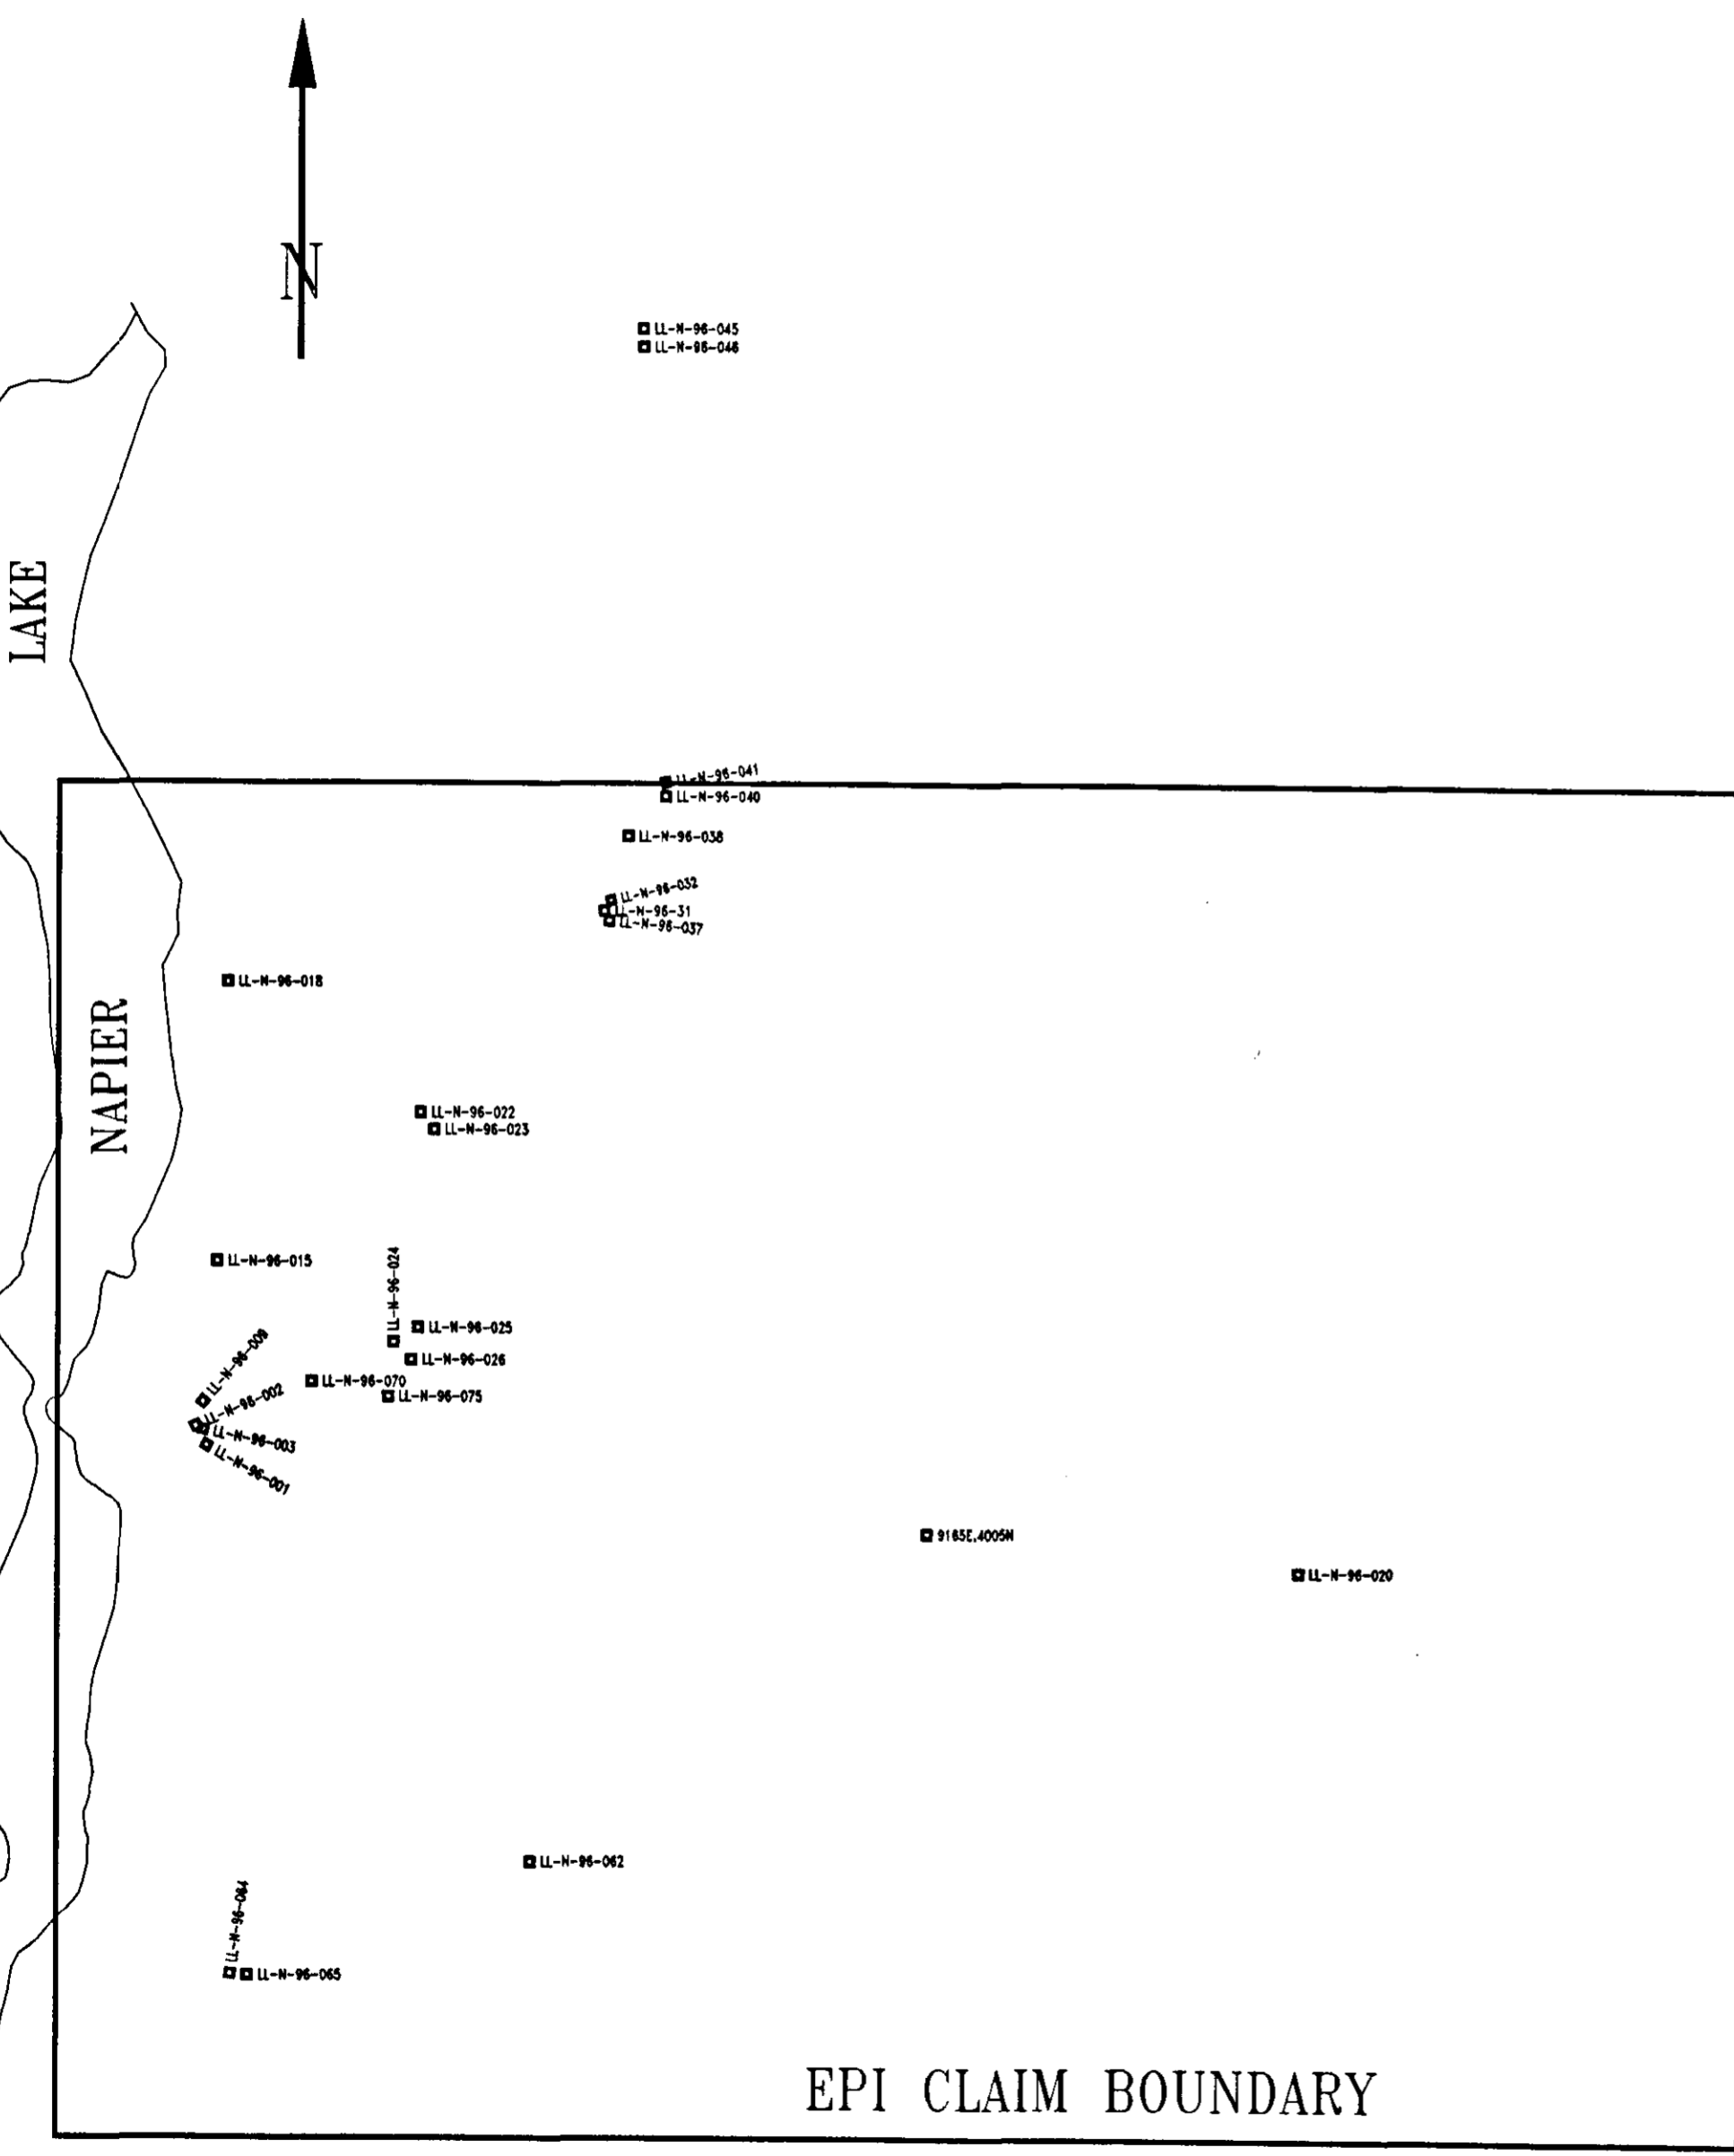 N
LL-N-96-045
LL-N-96-046
LAKE
LL-N-96-041
LL-N-96-040
LL-N-96-038
LL-N-96-032
LL-N-96-31
LL-N-96-037
LL-N-96-018
NAPIER
LL-N-96-022
LL-N-96-023
LL-N-96-015
LL-N-96-024
LL-N-96-025
LL-N-96-026
LL-N-96-009
LL-N-96-070
LL-N-96-075
LL-N-96-002
LL-N-96-003
LL-N-96-001
9165E,4005N
LL-N-96-020
LL-N-96-062
LL-N-96-064
LL-N-96-065
EPI CLAIM BOUNDARY